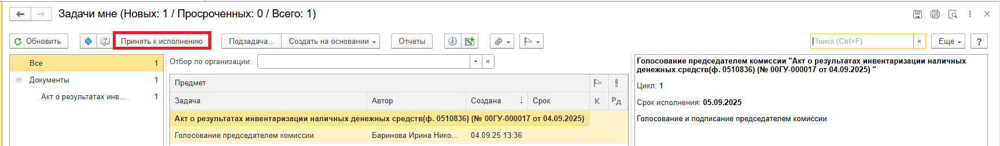 Задачи мне (Новых: 1 / Просроченных: 0 / Всего: 1)
Обновить
Принять к исполнению
Подзадача...
Создать на основании
Отчеты
Поиск (Ctrl+F)
×
Еще
?
Все 1
Документы 1
Акт о результатах инв... 1
Отбор по организации:
Предмет
Задача Автор Создана ↓ Срок К Рд
Акт о результатах инвентаризации наличных денежных средств(ф. 0510836) (№ 00ГУ-000017 от 04.09.2025)
Голосование председателем комиссии Баринова Ирина Нико... 04.09.25 13:36
Голосование председателем комиссии "Акт о результатах инвентаризации наличных
денежных средств(ф. 0510836) (№ 00ГУ-000017 от 04.09.2025) "
Цикл: 1
Срок исполнения: 05.09.2025
Голосование и подписание председателем комиссии